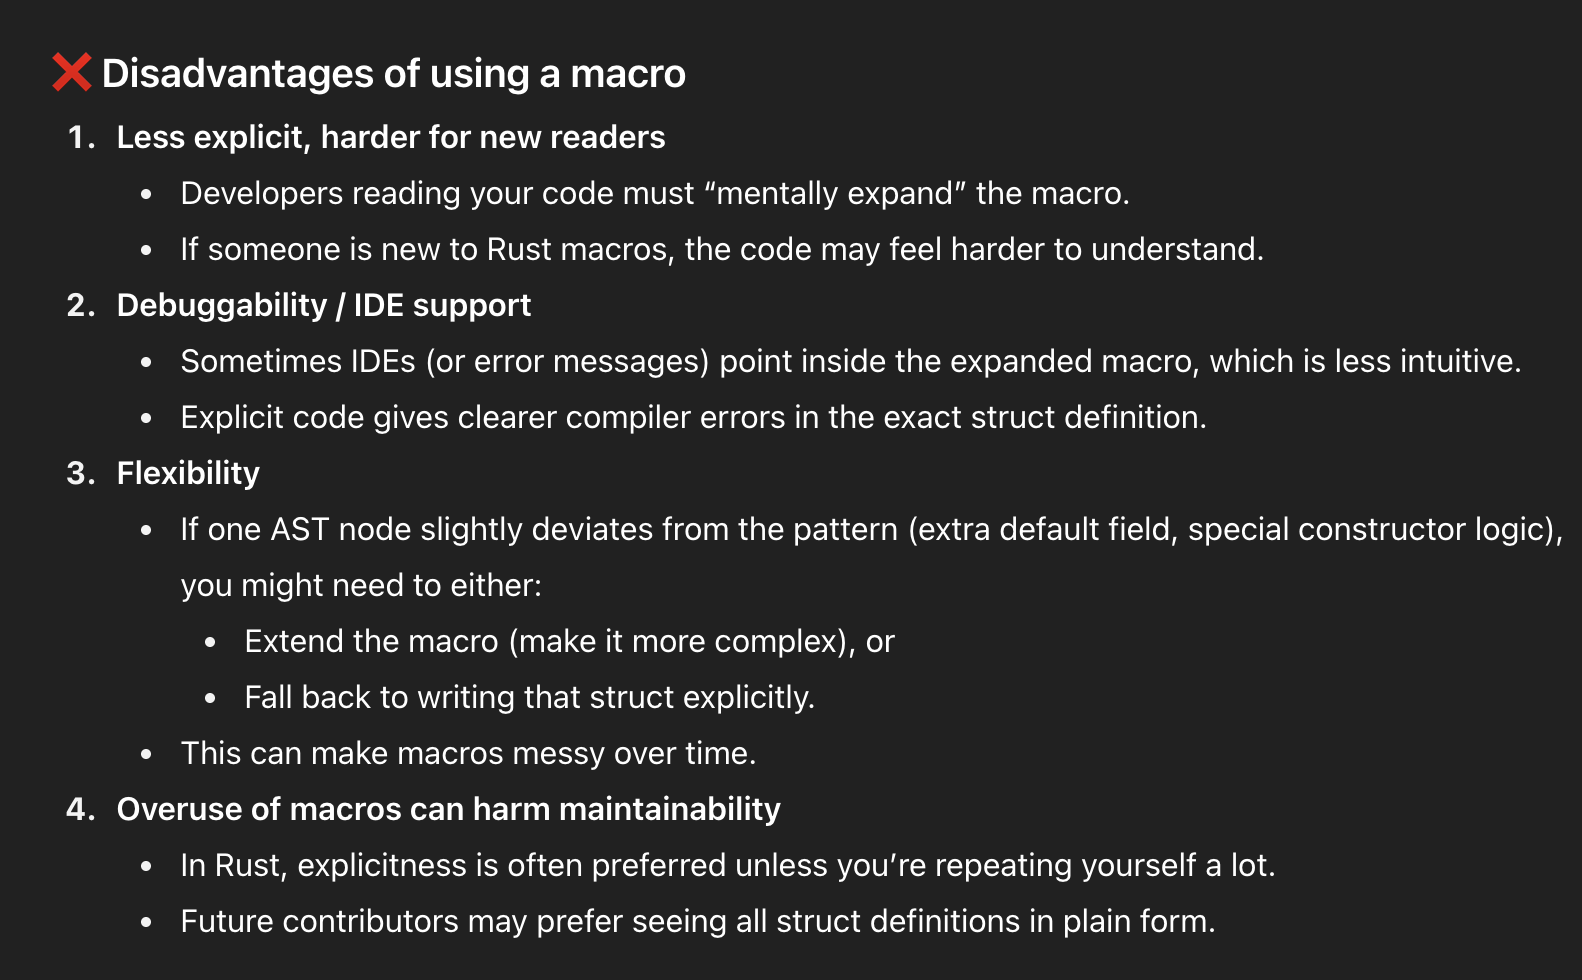 ❌ Disadvantages of using a macro
1. Less explicit, harder for new readers
• Developers reading your code must “mentally expand” the macro.
• If someone is new to Rust macros, the code may feel harder to understand.
2. Debuggability / IDE support
• Sometimes IDEs (or error messages) point inside the expanded macro, which is less intuitive.
• Explicit code gives clearer compiler errors in the exact struct definition.
3. Flexibility
• If one AST node slightly deviates from the pattern (extra default field, special constructor logic),
you might need to either:
• Extend the macro (make it more complex), or
• Fall back to writing that struct explicitly.
• This can make macros messy over time.
4. Overuse of macros can harm maintainability
• In Rust, explicitness is often preferred unless you’re repeating yourself a lot.
• Future contributors may prefer seeing all struct definitions in plain form.